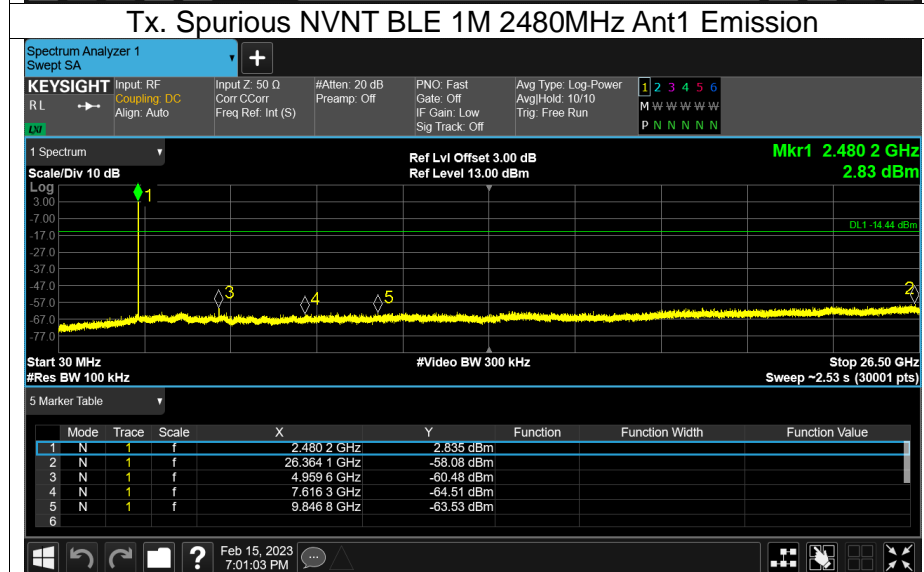 Tx. Spurious NVNT BLE 1M 2480MHz Ant1 Emission
Spectrum Analyzer 1
Swept SA
+
KEYSIGHT
R L
LXI
Input: RF
Coupling: DC
Align: Auto
Input Z: 50 Ω
Corr CCorr
Freq Ref: Int (S)
#Atten: 20 dB
Preamp: Off
PNO: Fast
Gate: Off
IF Gain: Low
Sig Track: Off
Avg Type: Log-Power
Avg|Hold: 10/10
Trig: Free Run
1 2 3 4 5 6
M W W W W W
P N N N N N
1 Spectrum
Scale/Div 10 dB
Ref Lvl Offset 3.00 dB
Ref Level 13.00 dBm
Mkr1 2.480 2 GHz
2.83 dBm
Log
3.00
-7.00
-17.0
-27.0
-37.0
-47.0
-57.0
-67.0
-77.0
1
DL1 -14.44 dBm
3
4
5
2
Start 30 MHz
#Res BW 100 kHz
#Video BW 300 kHz
Stop 26.50 GHz
Sweep ~2.53 s (30001 pts)
5 Marker Table
Mode Trace Scale X Y Function Function Width Function Value
1 N 1 f 2.480 2 GHz 2.835 dBm
2 N 1 f 26.364 1 GHz -58.08 dBm
3 N 1 f 4.959 6 GHz -60.48 dBm
4 N 1 f 7.616 3 GHz -64.51 dBm
5 N 1 f 9.846 8 GHz -63.53 dBm
6
?
Feb 15, 2023
7:01:03 PM